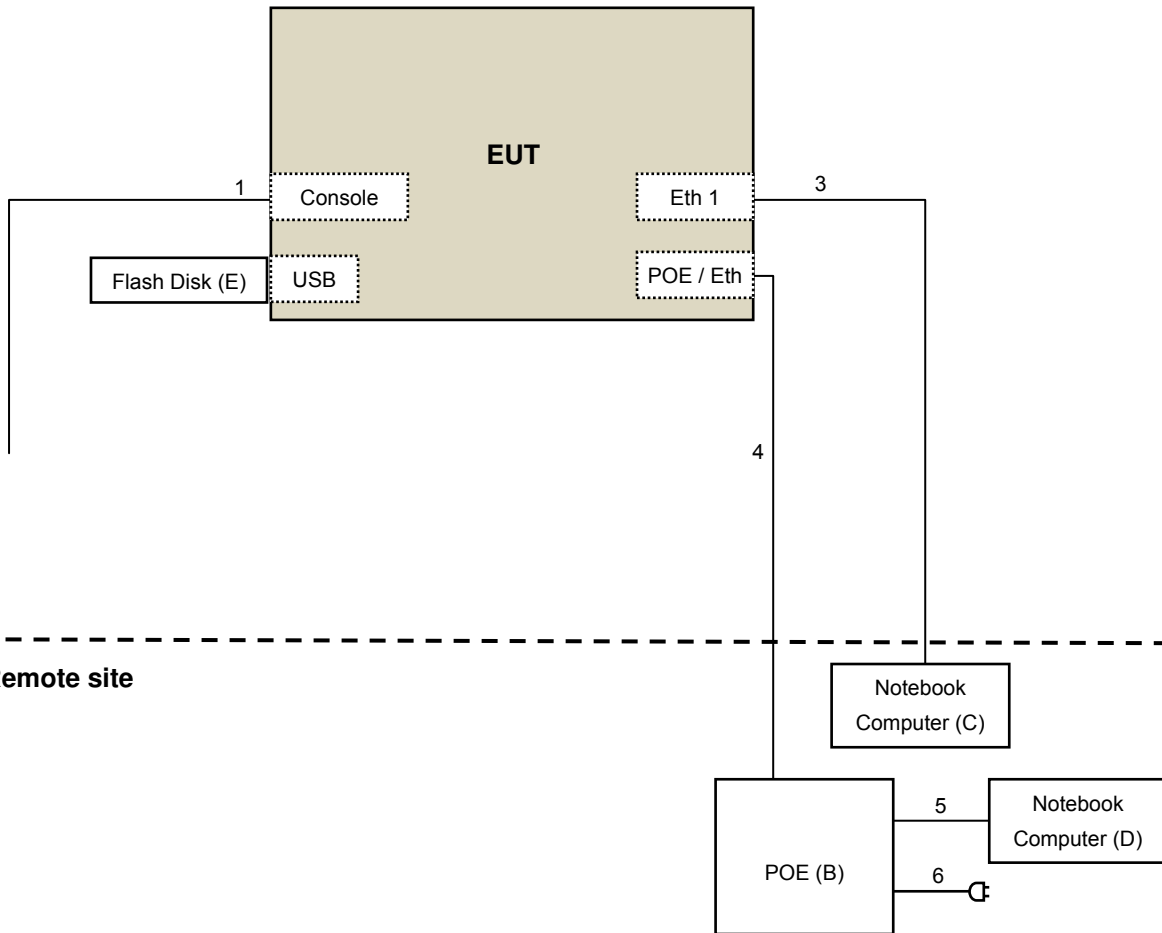 EUT
1
Console
Eth 1
3
Flash Disk (E)
USB
POE / Eth
4
emote site
Notebook
Computer (C)
5
Notebook
Computer (D)
POE (B)
6